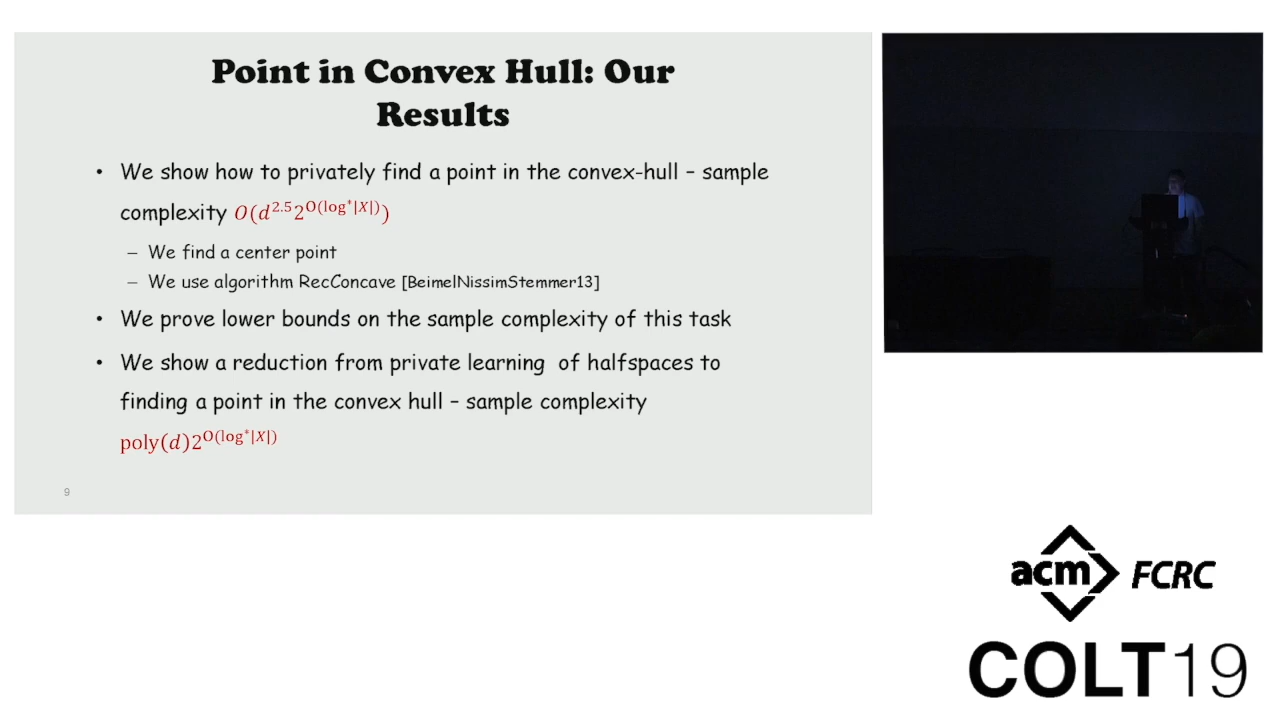 Point in Convex Hull: Our
Results
• We show how to privately find a point in the convex-hull – sample
complexity O(d^{2.5}2^{O(log*|X|)})
– We find a center point
– We use algorithm RecConcave [BeimelNissimStemmer13]
• We prove lower bounds on the sample complexity of this task
• We show a reduction from private learning of halfspaces to
finding a point in the convex hull – sample complexity
poly(d)2^{O(log*|X|)}
9
acm FCRC
COLT19